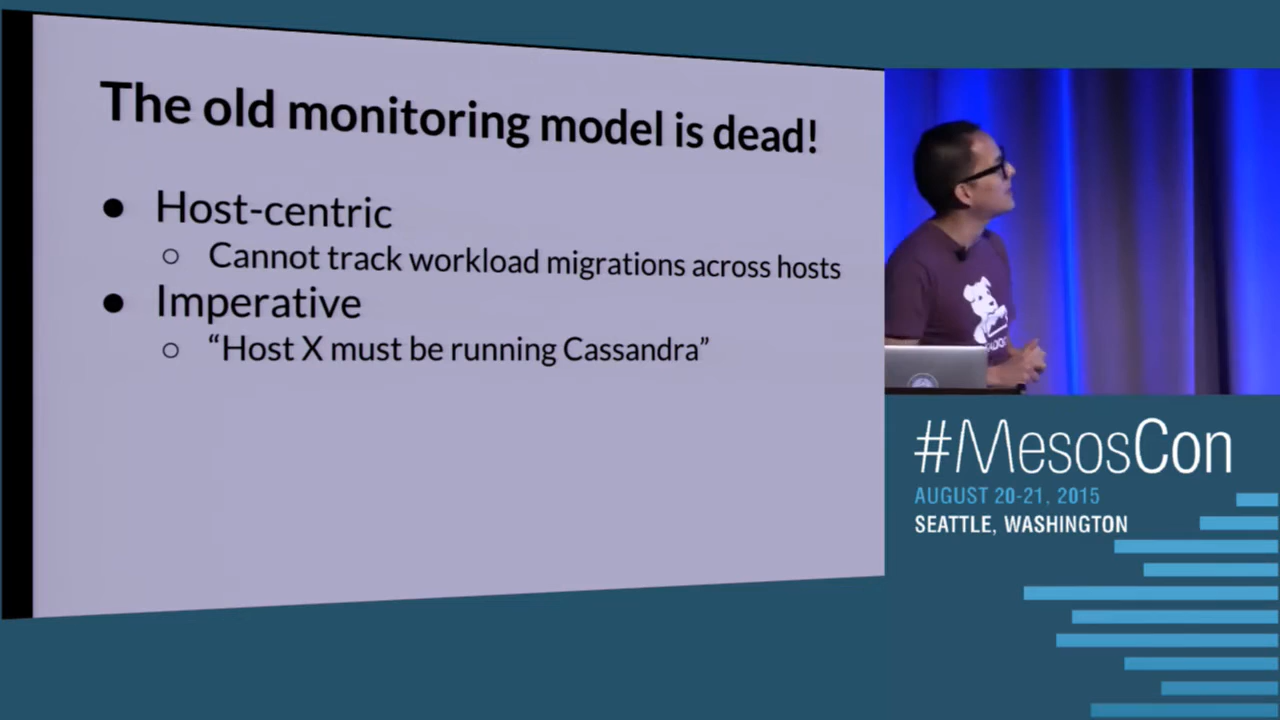 The old monitoring model is dead!
● Host-centric
○ Cannot track workload migrations across hosts
● Imperative
○ “Host X must be running Cassandra”
#MesosCon
AUGUST 20-21, 2015
SEATTLE, WASHINGTON